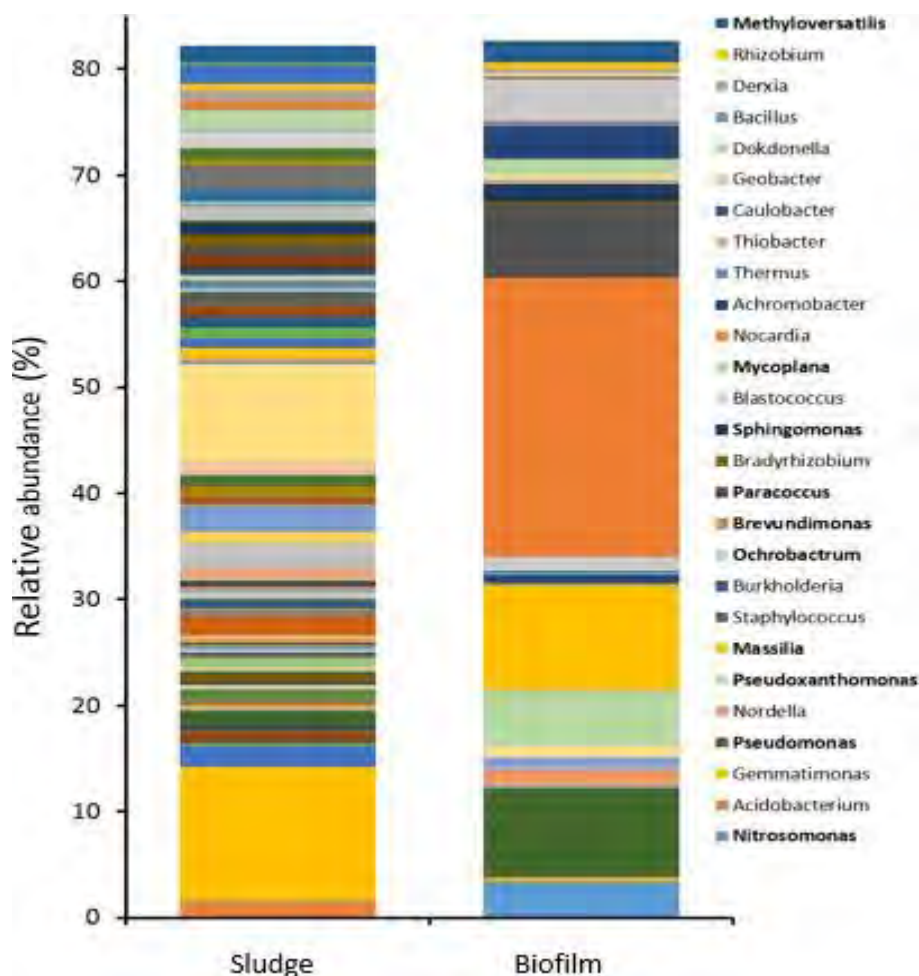 Relative abundance (%)
80
70
60
50
40
30
20
10
0
Sludge
Biofilm
Methyloversatilis
Rhizobium
Derxia
Bacillus
Dokdonella
Geobacter
Caulobacter
Thiobacter
Thermus
Achromobacter
Nocardia
Mycoplana
Blastococcus
Sphingomonas
Bradyrhizobium
Paracoccus
Brevundimonas
Ochrobactrum
Burkholderia
Staphylococcus
Massilia
Pseudoxanthomonas
Nordella
Pseudomonas
Gemmatimonas
Acidobacterium
Nitrosomonas